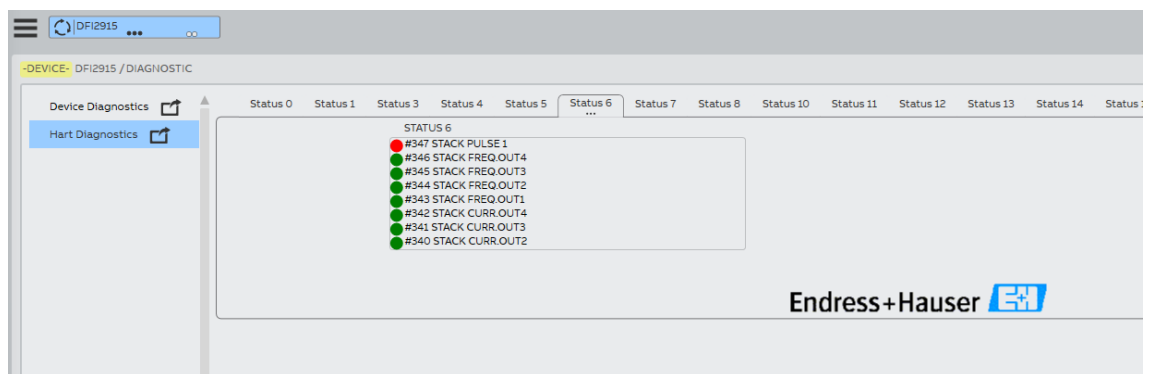 DFI2915
-DEVICE- DFI2915 / DIAGNOSTIC
Device Diagnostics
Hart Diagnostics
Status 0 Status 1 Status 3 Status 4 Status 5 Status 6 Status 7 Status 8 Status 10 Status 11 Status 12 Status 13 Status 14 Status
STATUS 6
#347 STACK PULSE 1
#346 STACK FREQ.OUT4
#345 STACK FREQ.OUT3
#344 STACK FREQ.OUT2
#343 STACK FREQ.OUT1
#342 STACK CURR.OUT4
#341 STACK CURR.OUT3
#340 STACK CURR.OUT2
Endress+Hauser EH